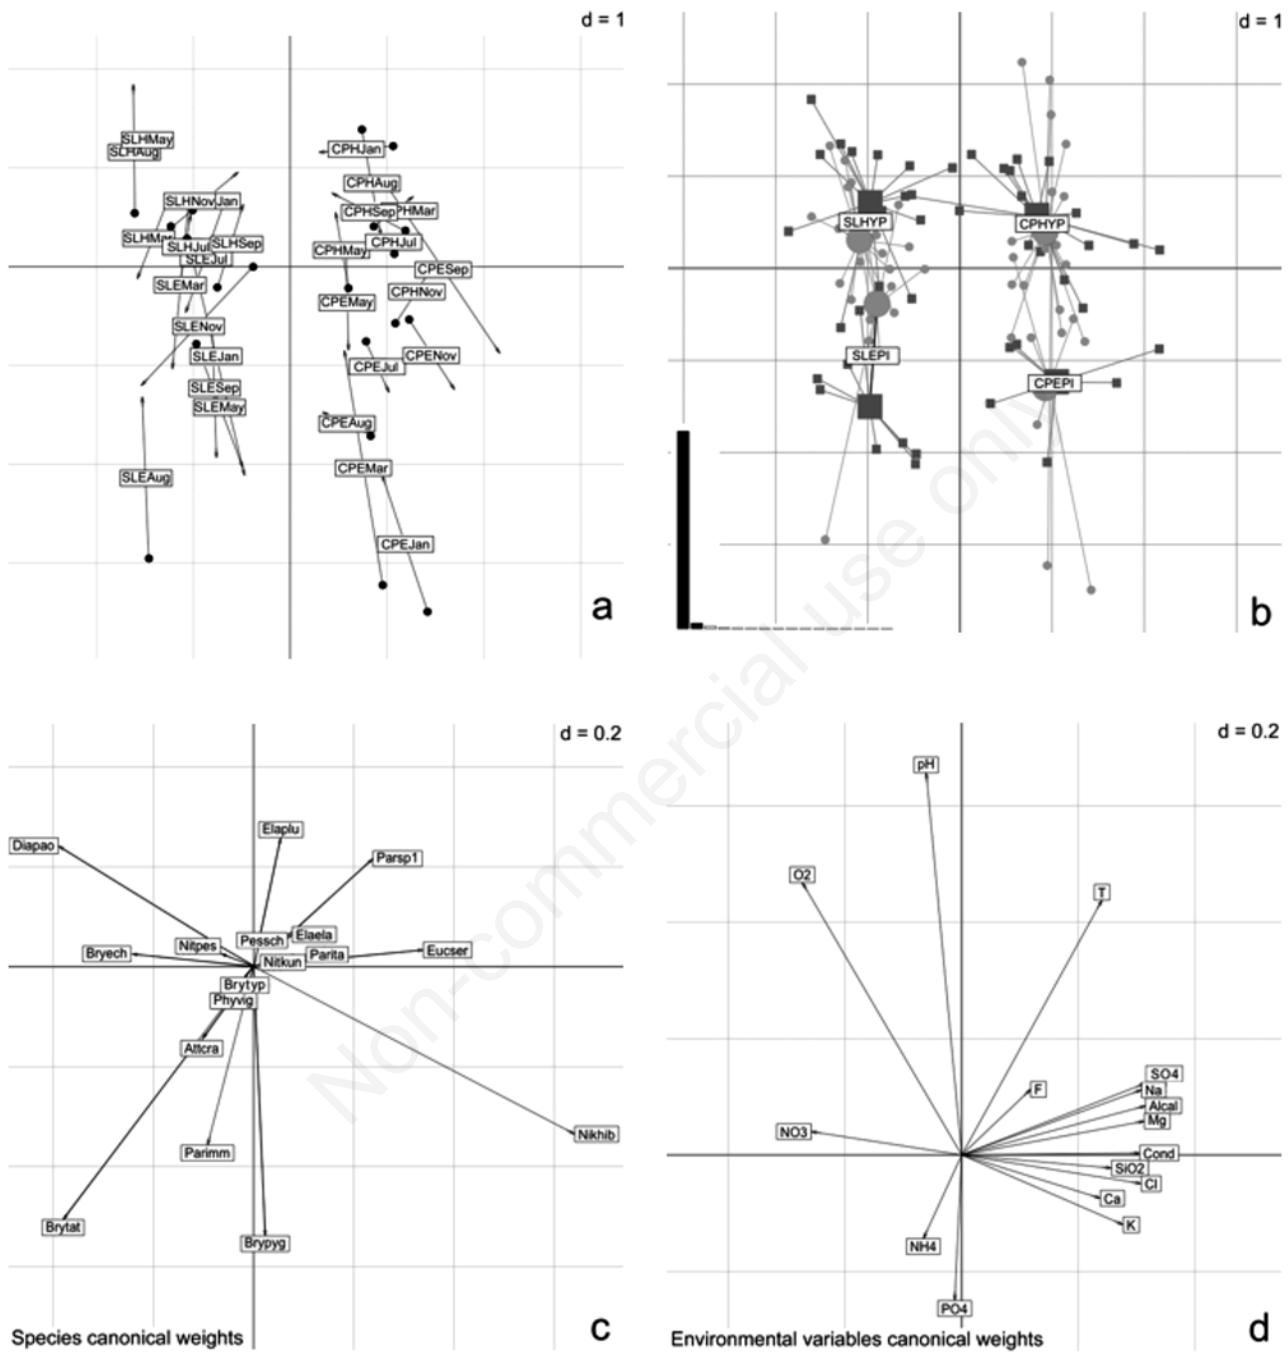 d = 1
SLHMay
SLHAug
CPHJan
CPHAug
SLHNov
Jan
CPHSep
PHMar
SLHMar
SLHJul
SLHSep
CPHJul
CPHMay
SLEJul
CPESep
SLEMar
CPHNov
CPEMay
SLENov
SLEJan
CPENov
CPEJul
SLESep
SLEMay
CPEAug
CPEMar
SLEAug
CPEJan
a
d = 1
SLHYP
CPHYP
SLEPI
CPEPI
b
d = 0.2
Elaplu
Diapao
Parsp1
Elaela
Pessch
Nitpes
Bryech
Parita
Eucser
Nitkun
Brytyp
Phyvig
Attcra
Nikhib
Parimm
Brytat
Brypyg
Species canonical weights
c
d = 0.2
pH
O2
T
SO4
F
Na
Alcal
Mg
NO3
Cond
SiO2
Cl
Ca
K
NH4
PO4
Environmental variables canonical weights
d
Non-commercial use only